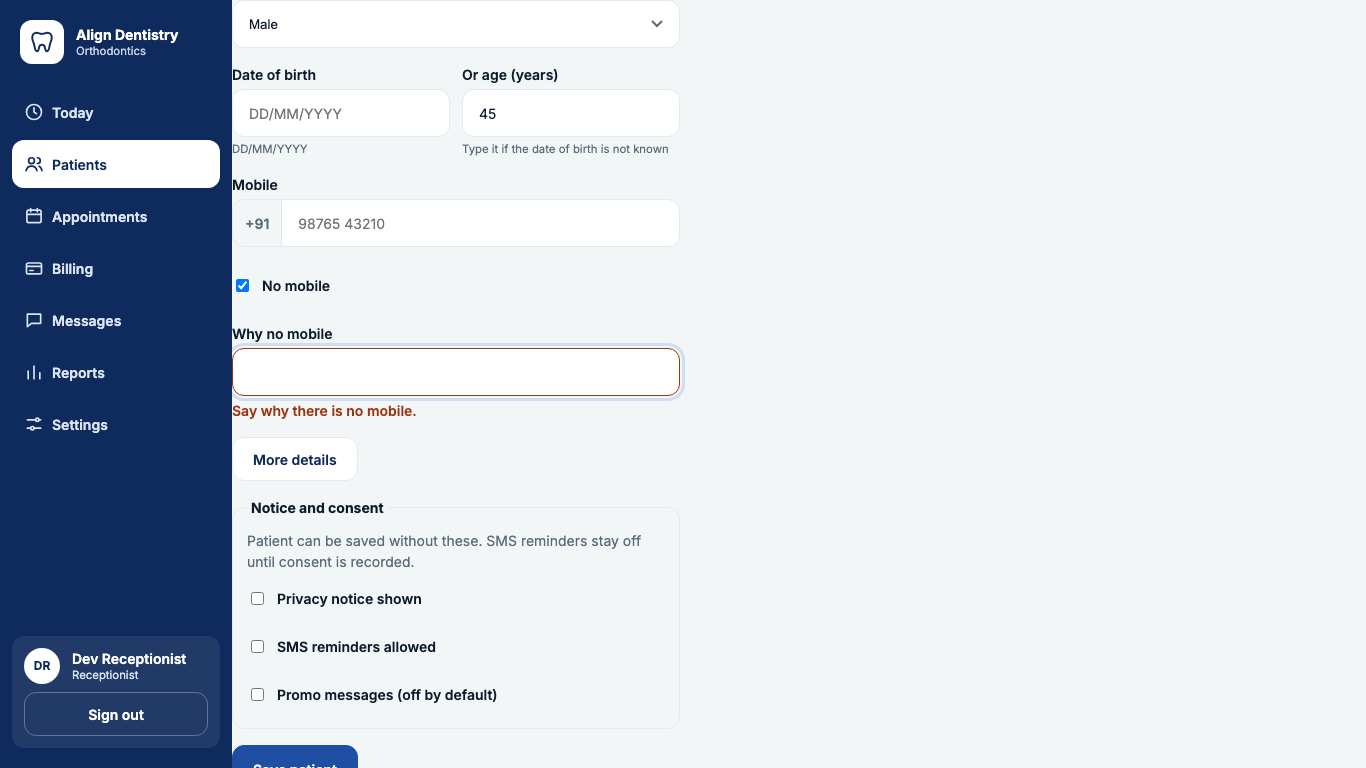 Align Dentistry
Orthodontics
Today
Patients
Appointments
Billing
Messages
Reports
Settings
DR
Dev Receptionist
Receptionist
Sign out
Male
Date of birth
Or age (years)
DD/MM/YYYY
45
DD/MM/YYYY
Type it if the date of birth is not known
Mobile
+91
98765 43210
No mobile
Why no mobile
Say why there is no mobile.
More details
Notice and consent
Patient can be saved without these. SMS reminders stay off
until consent is recorded.
Privacy notice shown
SMS reminders allowed
Promo messages (off by default)
Save patient